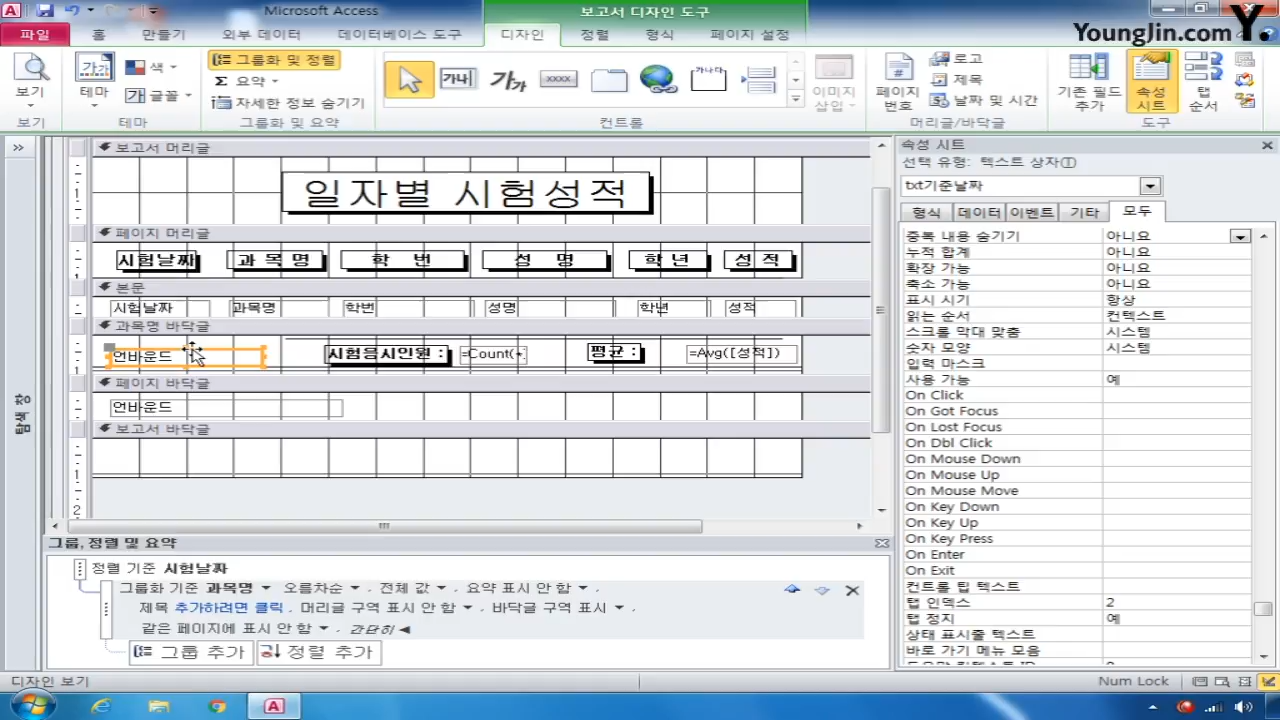 Microsoft Access
보고서 디자인 도구
YoungJin.com Y.
파일 홈 만들기 외부 데이터 데이터베이스 도구 디자인 정렬 형식 페이지 설정
보기 테마 색 글꼴
그룹화 및 정렬
Σ 요약
자세한 정보 숨기기
가나 가가 xxxx 가나다
이미지 삽입
페이지 번호
로고
제목
날짜 및 시간
기존 필드 추가
속성 시트
탭 순서
보기 테마 그룹화 및 요약 컨트롤 머리글/바닥글 도구
보고서 머리글
일자별 시험성적
페이지 머리글
시험날짜 과목명 학 번 성 명 학년 성적
본문
시험날짜 과목명 학번 성명 학년 성적
과목명 바닥글
언바운드 시험응시인원 : =Count(* 평균 : =Avg([성적])
페이지 바닥글
언바운드
보고서 바닥글
탐색 창
그룹, 정렬 및 요약
정렬 기준 시험날짜
그룹화 기준 과목명 오름차순 , 전체 값 , 요약 표시 안 함 ,
제목 추가하려면 클릭 , 머리글 구역 표시 안 함 , 바닥글 구역 표시 ,
같은 페이지에 표시 안 함 , 간단히
그룹 추가 정렬 추가
속성 시트
선택 유형: 텍스트 상자(T)
txt기준날짜
형식 데이터 이벤트 기타 모두
중복 내용 숨기기 아니요
누적 합계 아니요
확장 가능 아니요
축소 가능 아니요
표시 시기 항상
읽는 순서 컨텍스트
스크롤 막대 맞춤 시스템
숫자 모양 시스템
입력 마스크
사용 가능 예
On Click
On Got Focus
On Lost Focus
On Dbl Click
On Mouse Down
On Mouse Up
On Mouse Move
On Key Down
On Key Up
On Key Press
On Enter
On Exit
컨트롤 팁 텍스트
탭 인덱스 2
탭 정지 예
상태 표시줄 텍스트
바로 가기 메뉴 모음
디자인 보기
Num Lock